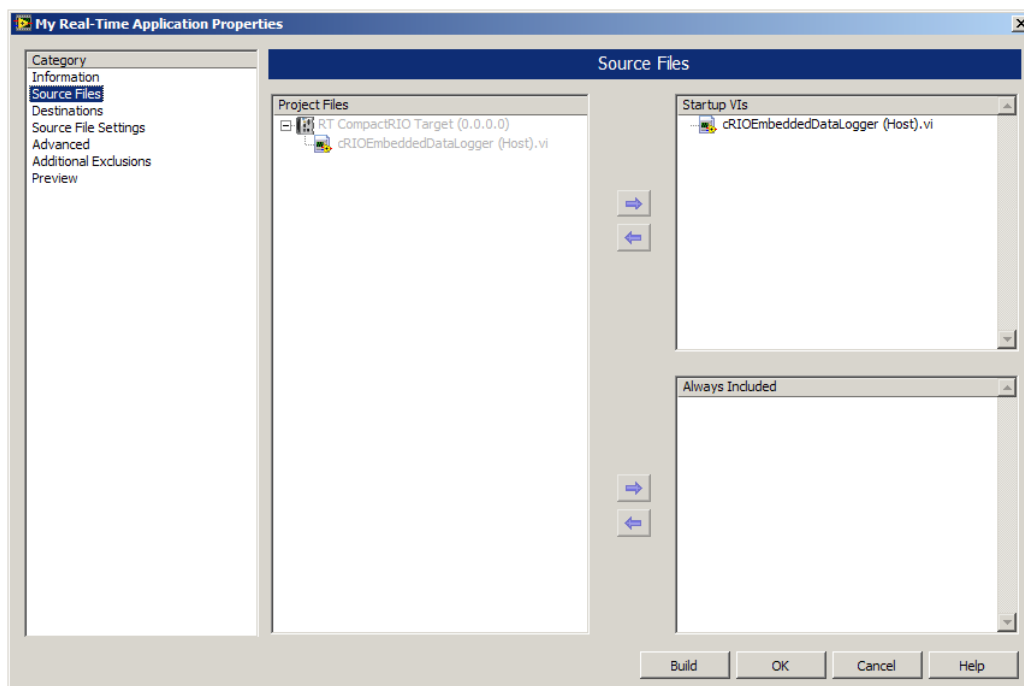 My Real-Time Application Properties
Category
Information
Source Files
Destinations
Source File Settings
Advanced
Additional Exclusions
Preview
Source Files
Project Files
RT CompactRIO Target (0.0.0.0)
cRIOEmbeddedDataLogger (Host).vi
Startup VIs
cRIOEmbeddedDataLogger (Host).vi
Always Included
Build
OK
Cancel
Help